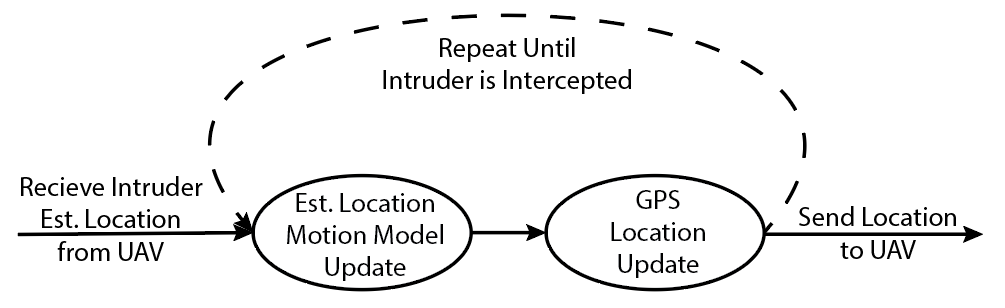 Repeat Until
Intruder is Intercepted
Recieve Intruder
Est. Location
from UAV
Est. Location
Motion Model
Update
GPS
Location
Update
Send Location
to UAV